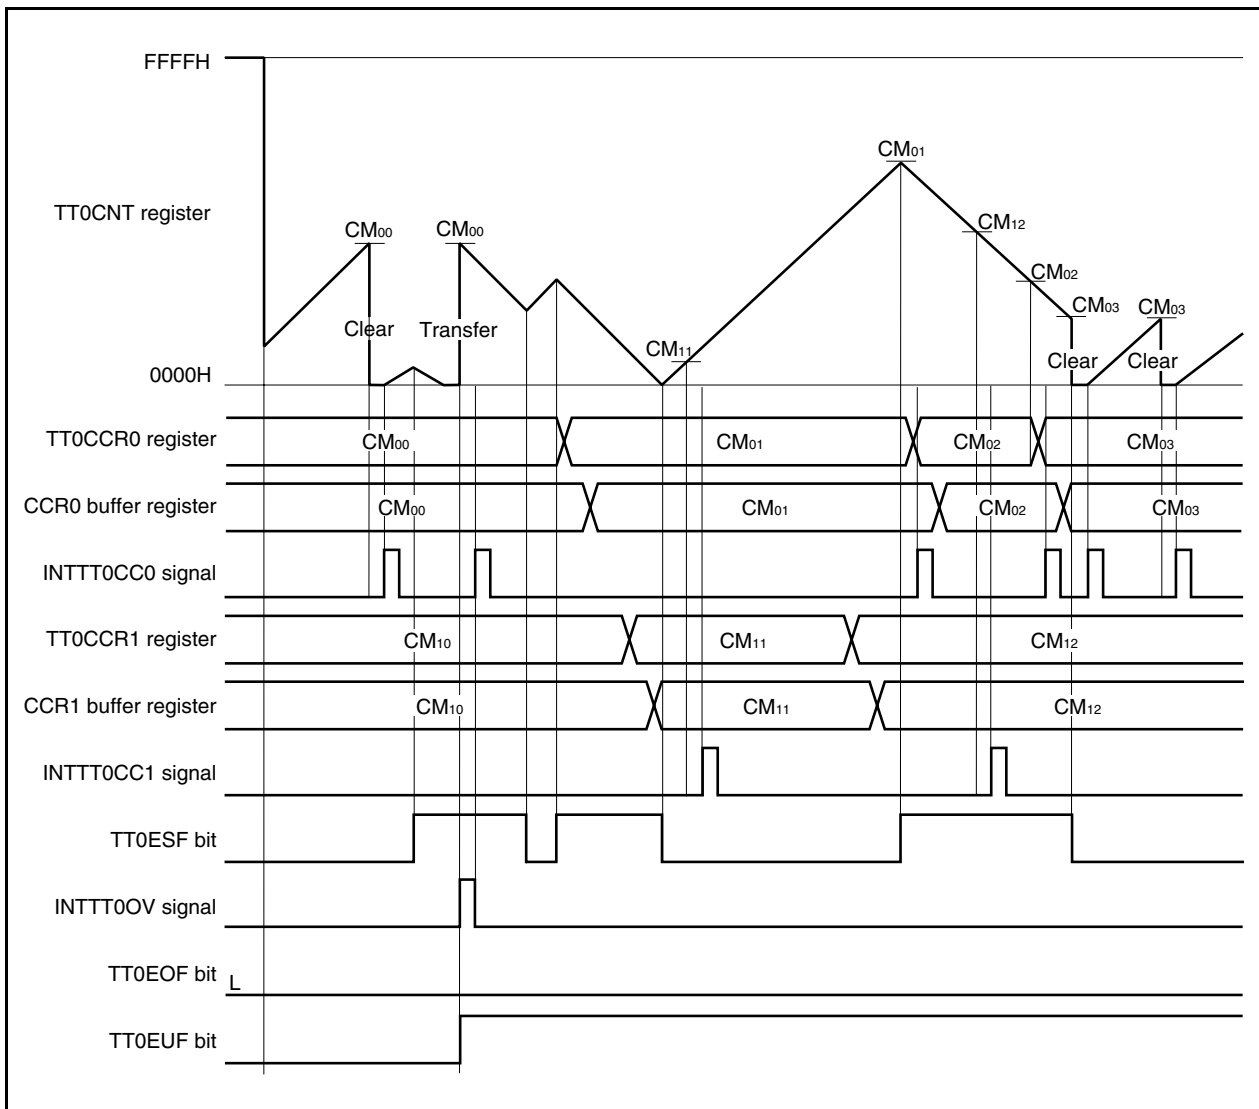 FFFFH
CM01
TT0CNT register
CM00
CM00
CM12
CM02
CM03
CM03
Clear
Transfer
CM11
Clear
Clear
0000H
TT0CCR0 register
CM00
CM01
CM02
CM03
CCR0 buffer register
CM00
CM01
CM02
CM03
INTTT0CC0 signal
TT0CCR1 register
CM10
CM11
CM12
CCR1 buffer register
CM10
CM11
CM12
INTTT0CC1 signal
TT0ESF bit
INTTT0OV signal
TT0EOF bit
L
TT0EUF bit